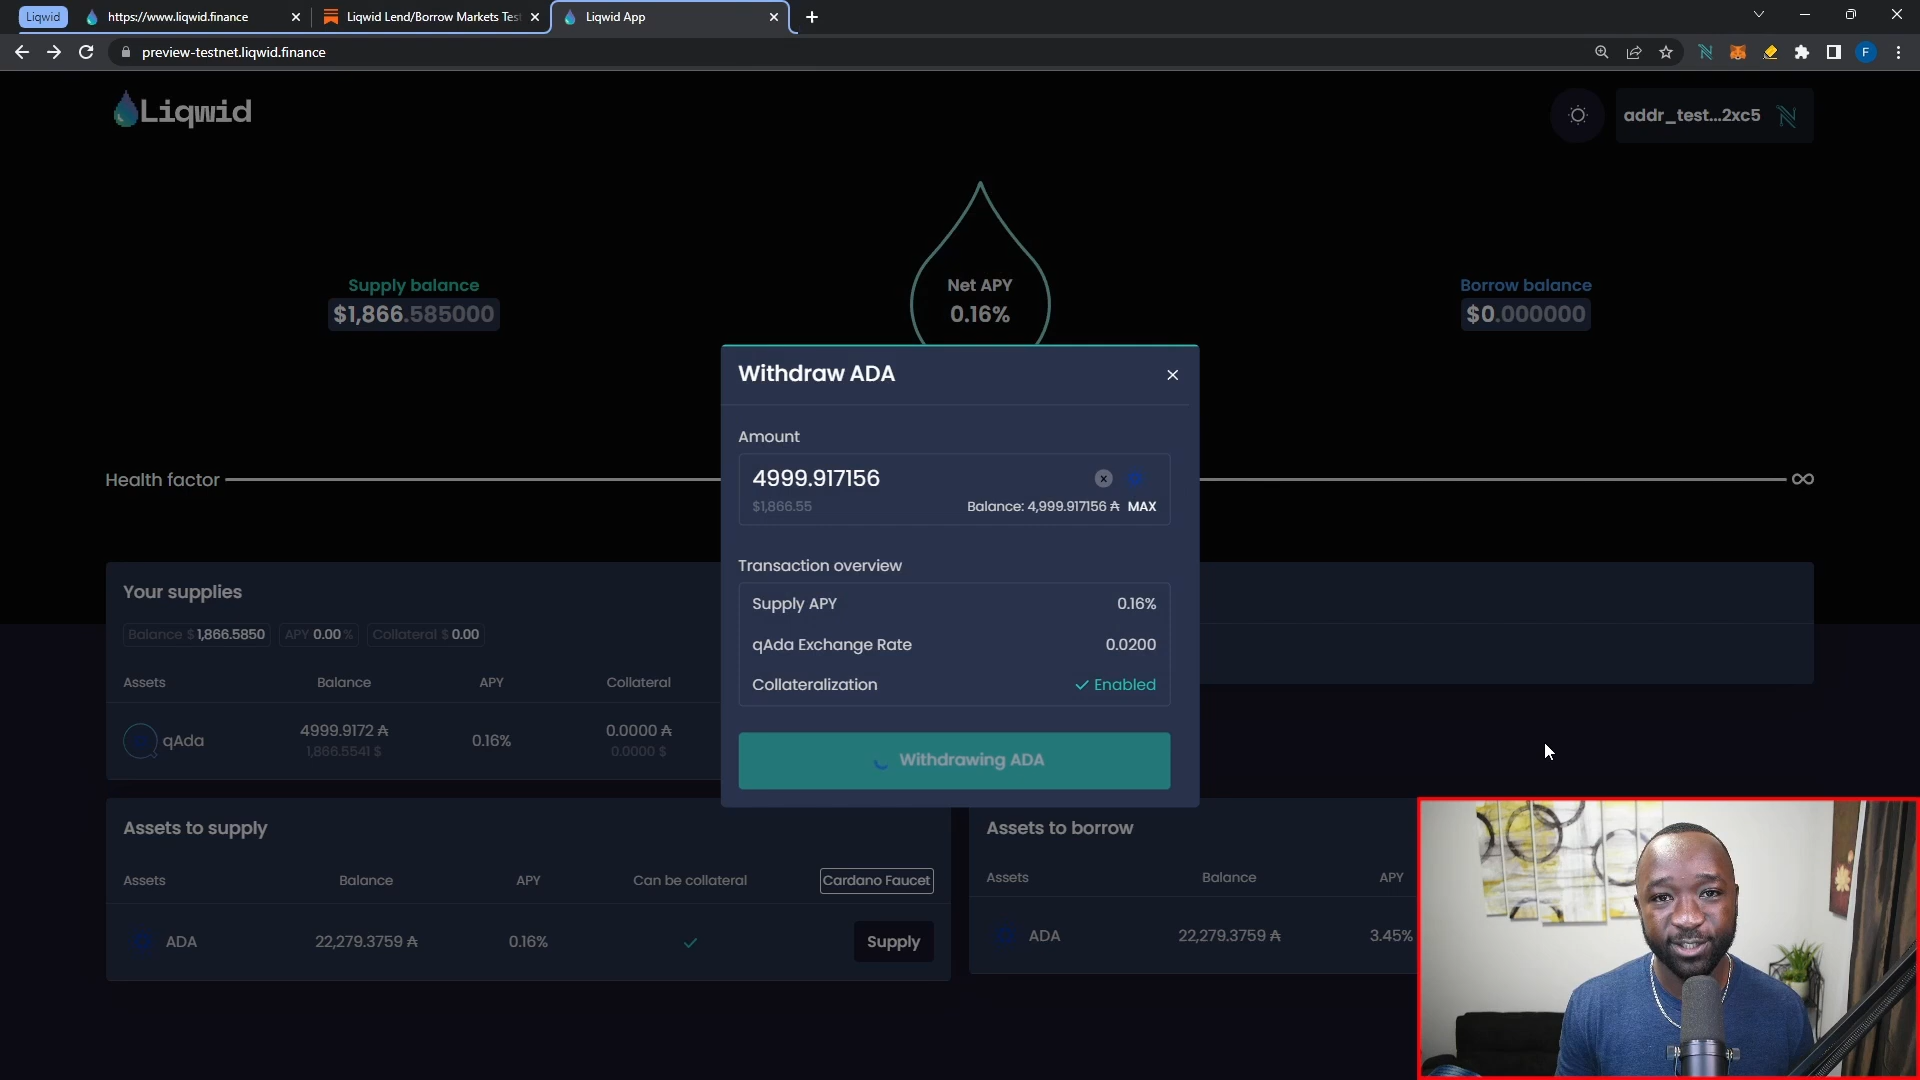 Liqwid
https://www.liqwid.finance
Liqwid Lend/Borrow Markets Tes
Liqwid App
preview-testnet.liqwid.finance
F
Liqwid
addr_test...2xc5
Supply balance
$1,866.585000
Net APY
0.16%
Borrow balance
$0.000000
Withdraw ADA
Amount
4999.917156
$1,866.55
Balance: 4,999.917156 ₳ MAX
Health factor
∞
Transaction overview
Supply APY 0.16%
qAda Exchange Rate 0.0200
Collateralization Enabled
Withdrawing ADA
Your supplies
Balance $ 1,866.5850 APY 0.00 % Collateral $ 0.00
Assets Balance APY Collateral
qAda 4999.9172 ₳ 0.16% 0.0000 ₳
1,866.5541 $ 0.0000 $
Assets to supply
Assets Balance APY Can be collateral Cardano Faucet
ADA 22,279.3759 ₳ 0.16% Supply
Assets to borrow
Assets Balance APY
ADA 22,279.3759 ₳ 3.45%